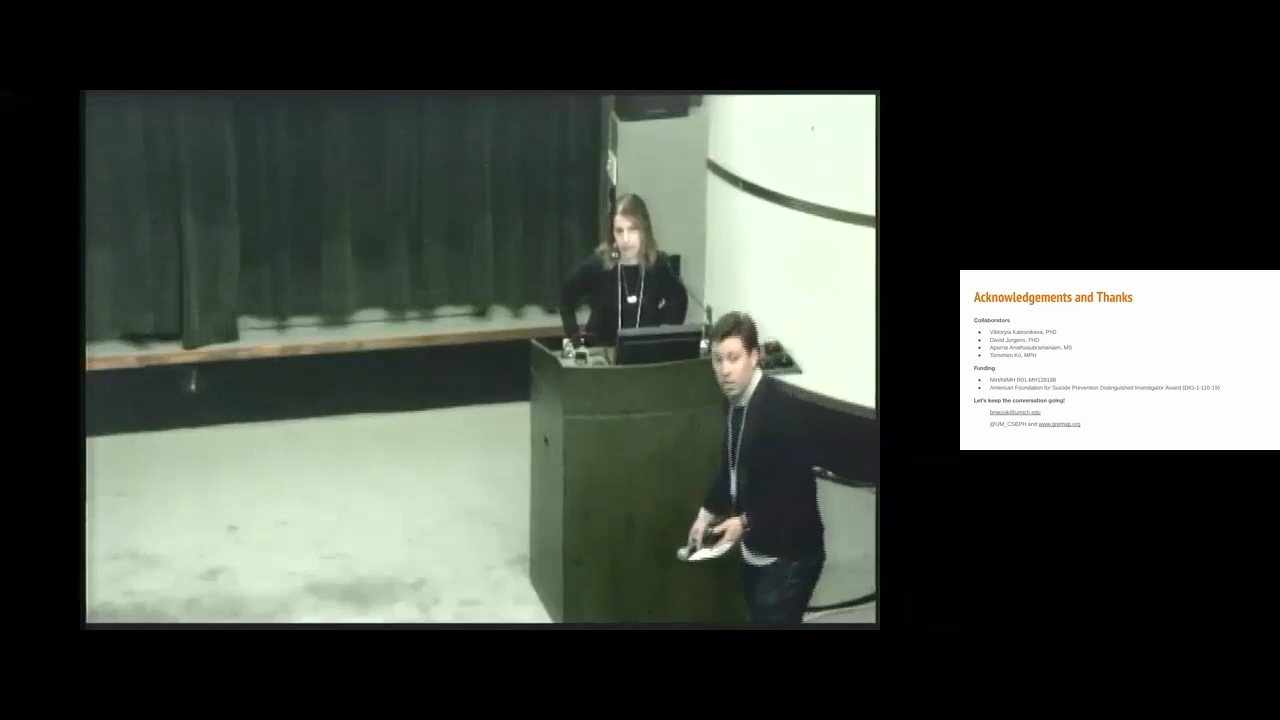 Acknowledgements and Thanks
Collaborators
● Viktoryia Kalesnikova, PhD
● David Jurgens, PhD
● Aparna Ananthasubramaniam, MS
● Tomohiro Ko, MPH
Funding
● NIH/NIMH R01-MH128198
● American Foundation for Suicide Prevention Distinguished Investigator Award (DIG-1-110-19)
Let's keep the conversation going!
bmezuk@umich.edu
@UM_CSEPH and www.gremap.org